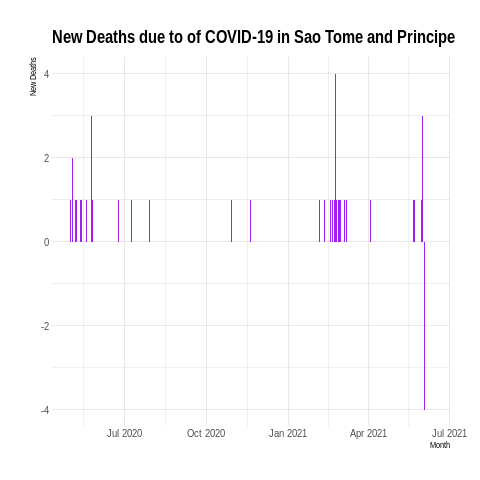 New Deaths due to of COVID-19 in Sao Tome and Principe
New Deaths
4
2
0
-2
-4
Jul 2020 Oct 2020 Jan 2021 Apr 2021 Jul 2021
Month